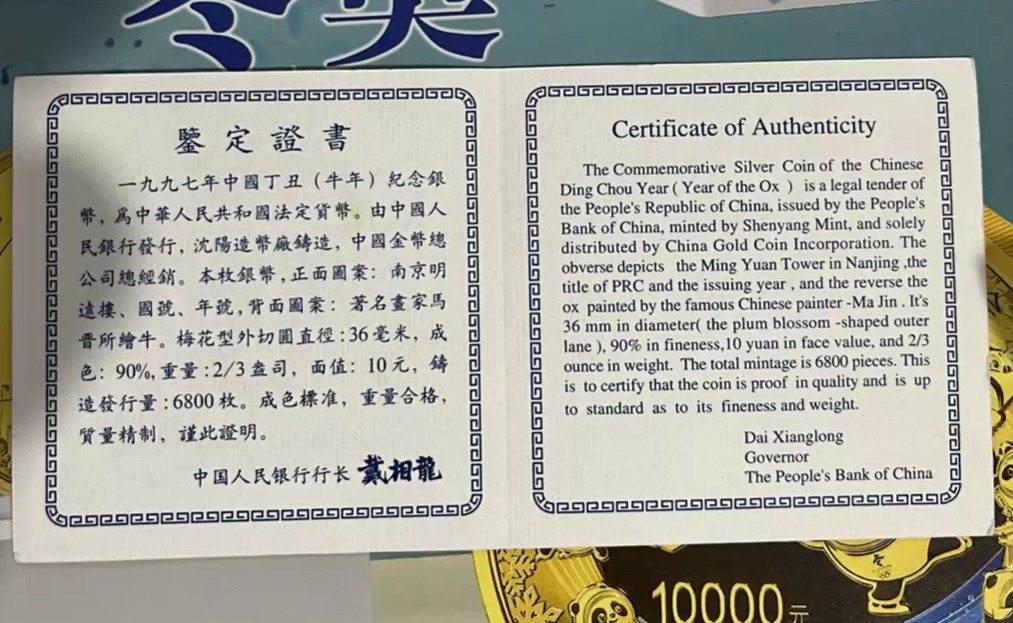 冬奥
鑒定證書
一九九七年中國丁丑（牛年）紀念銀
幣，爲中華人民共和國法定貨幣。由中國人
民銀行發行，沈陽造幣廠鑄造，中國金幣總
公司總經銷。本枚銀幣，正面圖案：南京明
遠樓、國號、年號，背面圖案：著名畫家馬
晋所繪牛。梅花型外切圓直徑：36毫米，成
色：90%，重量：2/3盎司，面值：10元，鑄
造發行量：6800枚。成色標准，重量合格，
質量精制，謹此證明。
中国人民银行行长 戴相龍
Certificate of Authenticity
The Commemorative Silver Coin of the Chinese
Ding Chou Year ( Year of the Ox ) is a legal tender of
the People's Republic of China, issued by the People's
Bank of China, minted by Shenyang Mint, and solely
distributed by China Gold Coin Incorporation. The
obverse depicts the Ming Yuan Tower in Nanjing ,the
title of PRC and the issuing year , and the reverse the
ox painted by the famous Chinese painter -Ma Jin . It's
36 mm in diameter( the plum blossom -shaped outer
lane ), 90% in fineness,10 yuan in face value, and 2/3
ounce in weight. The total mintage is 6800 pieces. This
is to certify that the coin is proof in quality and is up
to standard as to its fineness and weight.
Dai Xianglong
Governor
The People's Bank of China
10000元